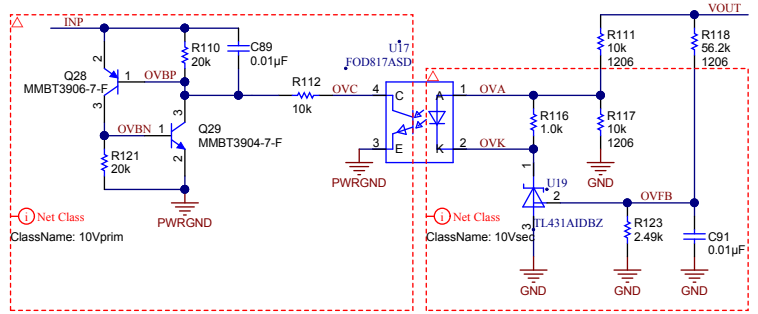 INP
VOUT
R110
20k
C89
0.01µF
U17
FOD817ASD
R111
10k
1206
R118
56.2k
1206
Q28
MMBT3906-7-F
2
1
3
OVBP
R112
10k
OVC
4
C
A
1
OVA
R116
1.0k
R117
10k
1206
GND
OVBN
1
3
2
Q29
MMBT3904-7-F
R121
20k
3
E
K
2
OVK
PWRGND
PWRGND
1
U19
2
3
TL431AIDBZ
OVFB
R123
2.49k
C91
0.01µF
i Net Class
ClassName: 10Vprim
i Net Class
ClassName: 10Vsec
GND
GND
GND